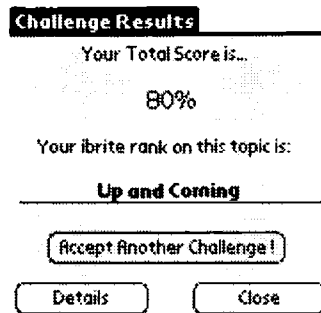 Challenge Results
Your Total Score is...
80%
Your ibrite rank on this topic is:
Up and Coming
Accept Another Challenge!
Details
Close